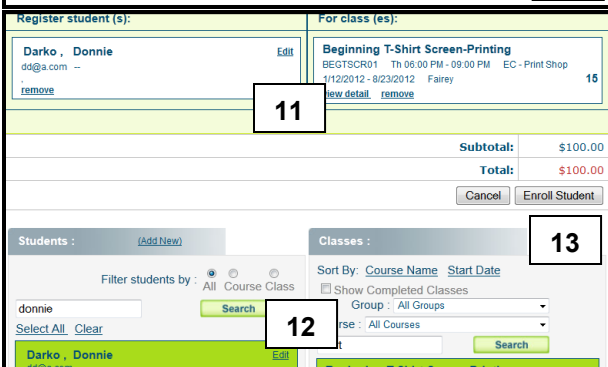 Register student (s):
For class (es):
Darko , Donnie
Edit
dd@a.com --
.
remove
Beginning T-Shirt Screen-Printing
BEGTSCR01 Th 06:00 PM - 09:00 PM EC - Print Shop
1/12/2012 - 8/23/2012 Fairey
15
view detail remove
11
Subtotal: $100.00
Total: $100.00
Cancel Enroll Student
Students : (Add New)
Filter students by : All Course Class
donnie
Search
Select All Clear
12
Darko , Donnie
Edit
Classes :
13
Sort By: Course Name Start Date
Show Completed Classes
Group : All Groups
All Courses
Search